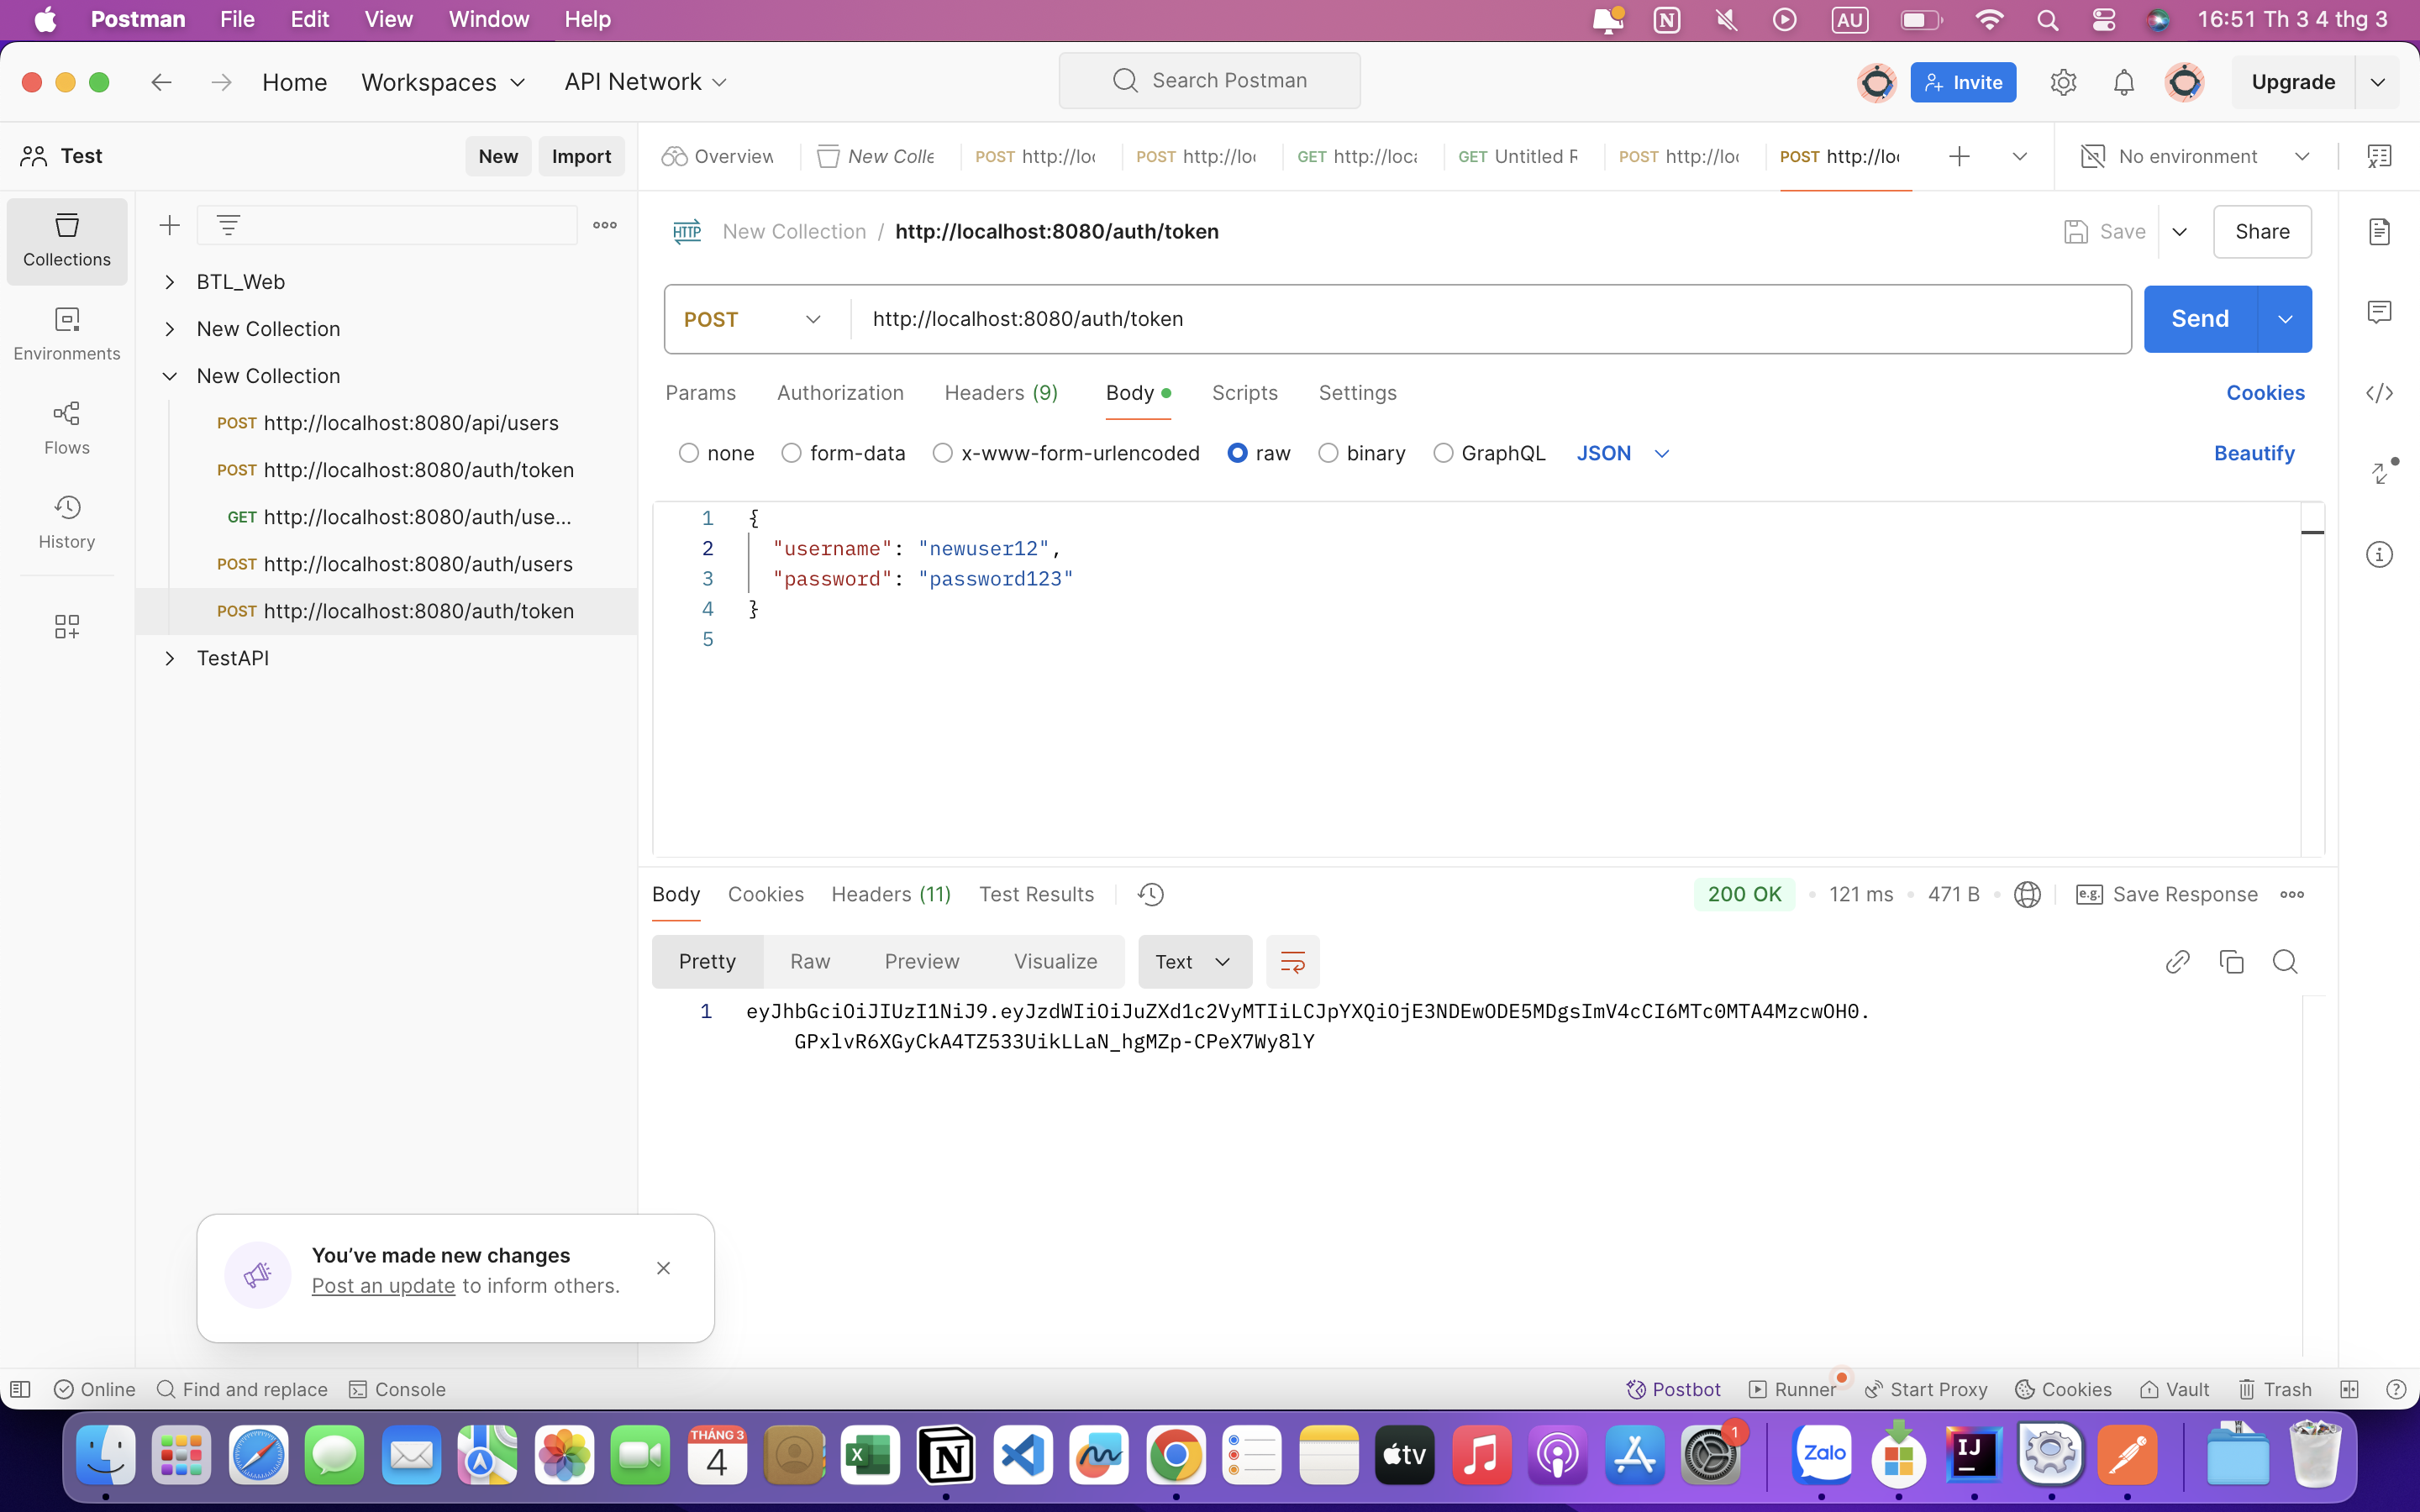 Postman File Edit View Window Help AU 16:51 Th 3 4 thg 3
Home Workspaces API Network Search Postman Invite Upgrade
Test New Import
Overview New Colle POST http://loc POST http://loc GET http://loca GET Untitled R POST http://loc POST http://loc No environment
Collections
Environments
Flows
History
BTL_Web
New Collection
New Collection
POST http://localhost:8080/api/users
POST http://localhost:8080/auth/token
GET http://localhost:8080/auth/use...
POST http://localhost:8080/auth/users
POST http://localhost:8080/auth/token
TestAPI
HTTP New Collection / http://localhost:8080/auth/token Save Share
POST http://localhost:8080/auth/token Send
Params Authorization Headers (9) Body Scripts Settings Cookies
none form-data x-www-form-urlencoded raw binary GraphQL JSON Beautify
1 {
2 "username": "newuser12",
3 "password": "password123"
4 }
5
Body Cookies Headers (11) Test Results 200 OK • 121 ms • 471 B • e.g. Save Response
Pretty Raw Preview Visualize Text
1 eyJhbGciOiJIUzI1NiJ9.eyJzdWIiOiJuZXd1c2VyMTIiLCJpYXQiOjE3NDEwODE5MDgsImV4cCI6MTc0MTA4MzcwOH0.
GPxlvR6XGyCkA4TZ533UikLLaN_hgMZp-CPeX7Wy8lY
You’ve made new changes
Post an update to inform others.
Online Find and replace Console Postbot Runner Start Proxy Cookies Vault Trash
THÁNG 3
4
X
N
tv
1
Zalo
IJ